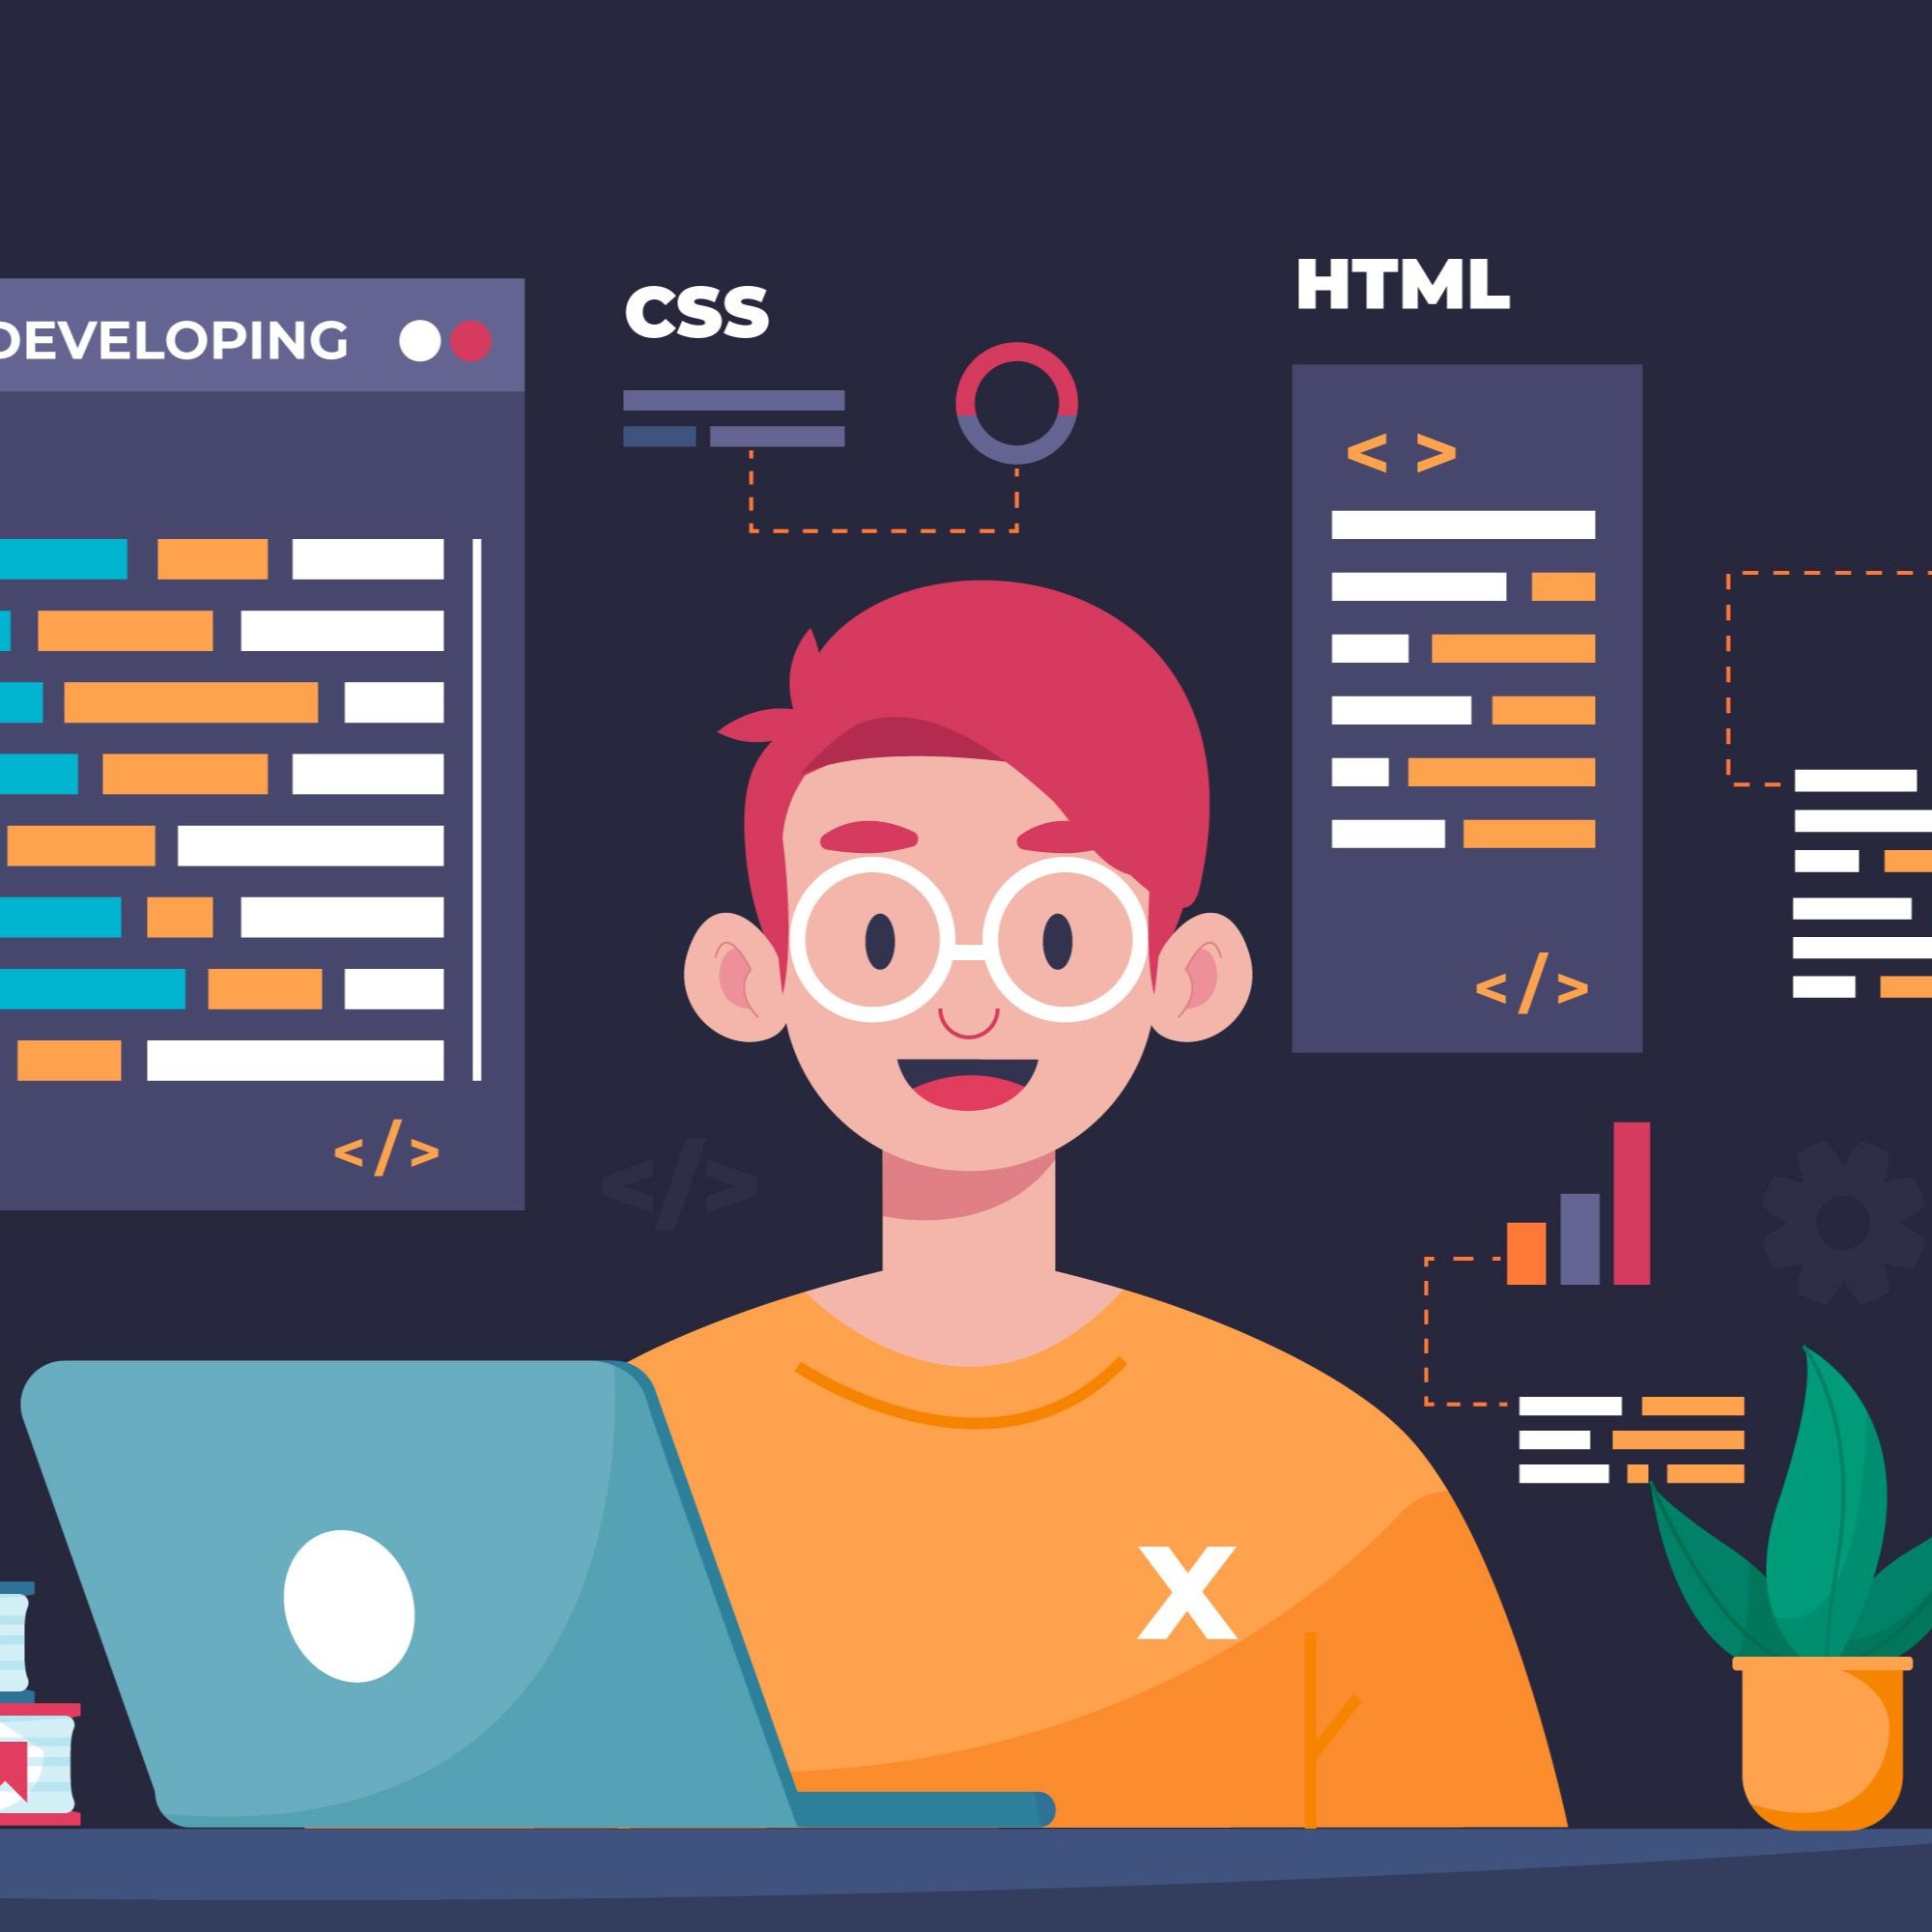 DEVELOPING
CSS
HTML
< >
</>
</>
</>
X